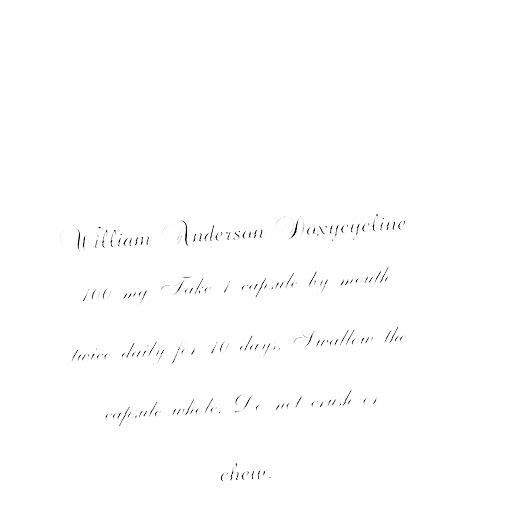 William Anderson Doxycycline
100 mg Take 1 capsule by mouth
twice daily for 10 days. Swallow the
capsule whole. Do not crush or
chew.